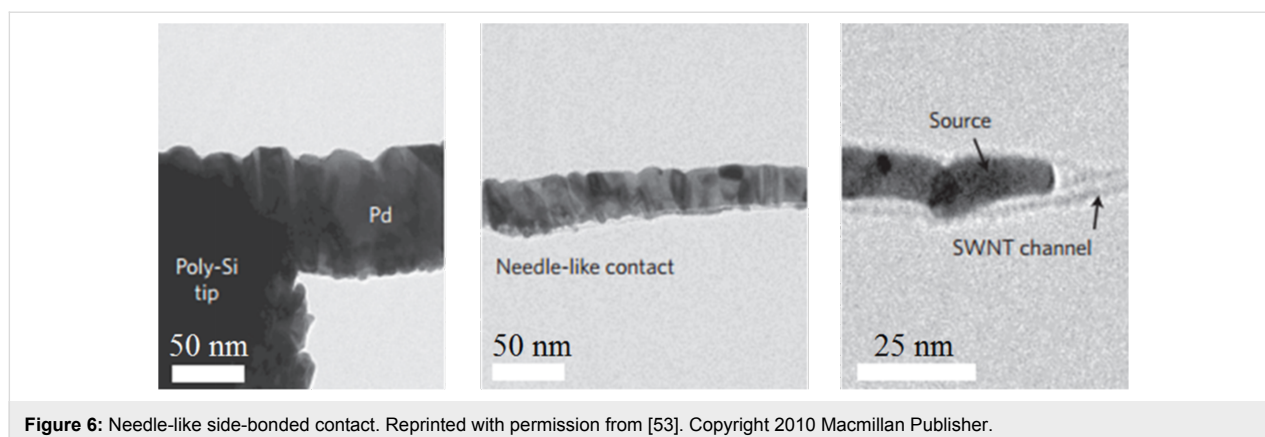 Pd
Poly-Si
tip
50 nm
Needle-like contact
50 nm
Source
SWNT channel
25 nm
Figure 6: Needle-like side-bonded contact. Reprinted with permission from [53]. Copyright 2010 Macmillan Publisher.